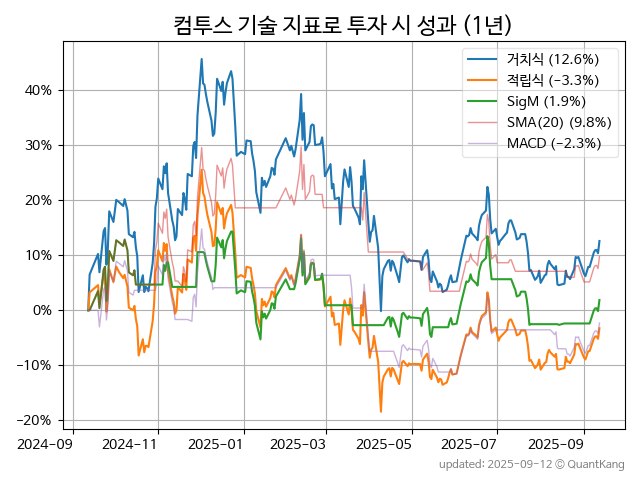 컴투스 기술 지표로 투자 시 성과 (1년)
거치식 (12.6%)
적립식 (−3.3%)
SigM (1.9%)
SMA(20) (9.8%)
MACD (−2.3%)
40%
30%
20%
10%
0%
−10%
−20%
2024-09 2024-11 2025-01 2025-03 2025-05 2025-07 2025-09
updated: 2025-09-12 © QuantKang